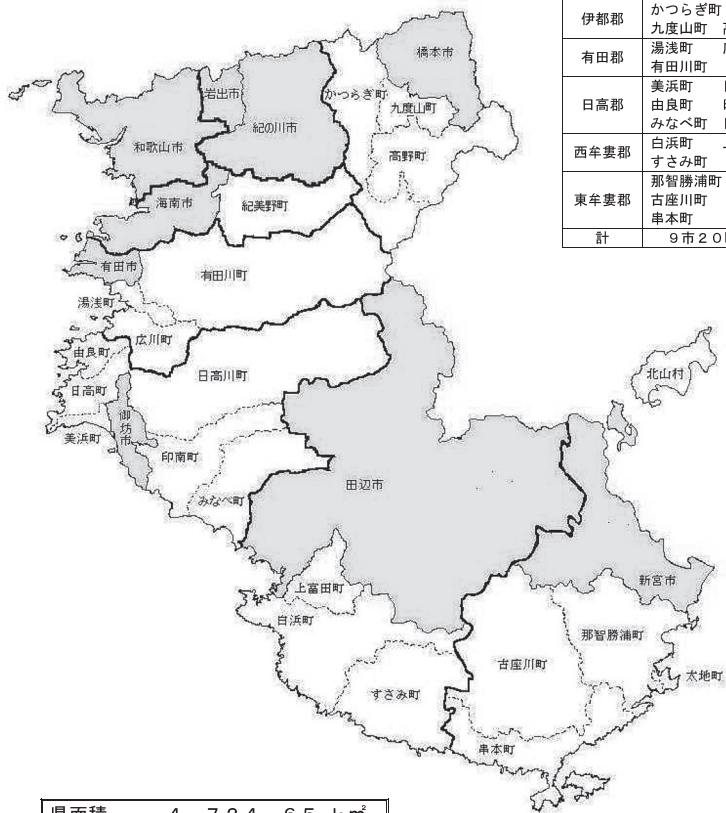 伊都郡
かつらぎ町
九度山町
有田郡
湯浅町
有田川町
日高郡
美浜町
由良町
みなべ町
西牟婁郡
白浜町
すさみ町
東牟婁郡
那智勝浦町
古座川町
串本町
計
9市20
橋本市
岩出市
かつらぎ町
九度山町
紀の川市
和歌山市
高野町
海南市
紀美野町
有田市
有田川町
湯浅町
広川町
由良町
日高川町
北山村
日高町
御坊市
美浜町
印南町
田辺市
みなべ町
新宮市
上富田町
白浜町
那智勝浦町
古座川町
太地町
すさみ町
串本町
県面積 4,724.65 k㎡